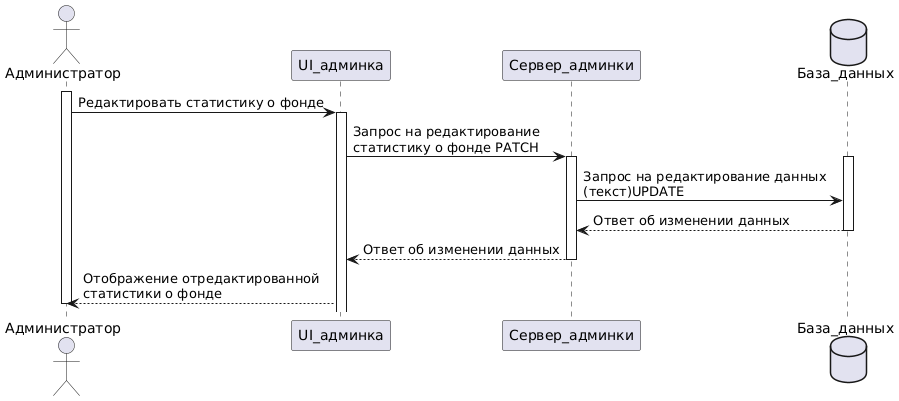 Администратор
UI_админка
Сервер_админки
База_данных
Редактировать статистику о фонде
Запрос на редактирование
статистику о фонде PATCH
Запрос на редактирование данных
(текст)UPDATE
Ответ об изменении данных
Ответ об изменении данных
Отображение отредактированной
статистики о фонде
Администратор
UI_админка
Сервер_админки
База_данных